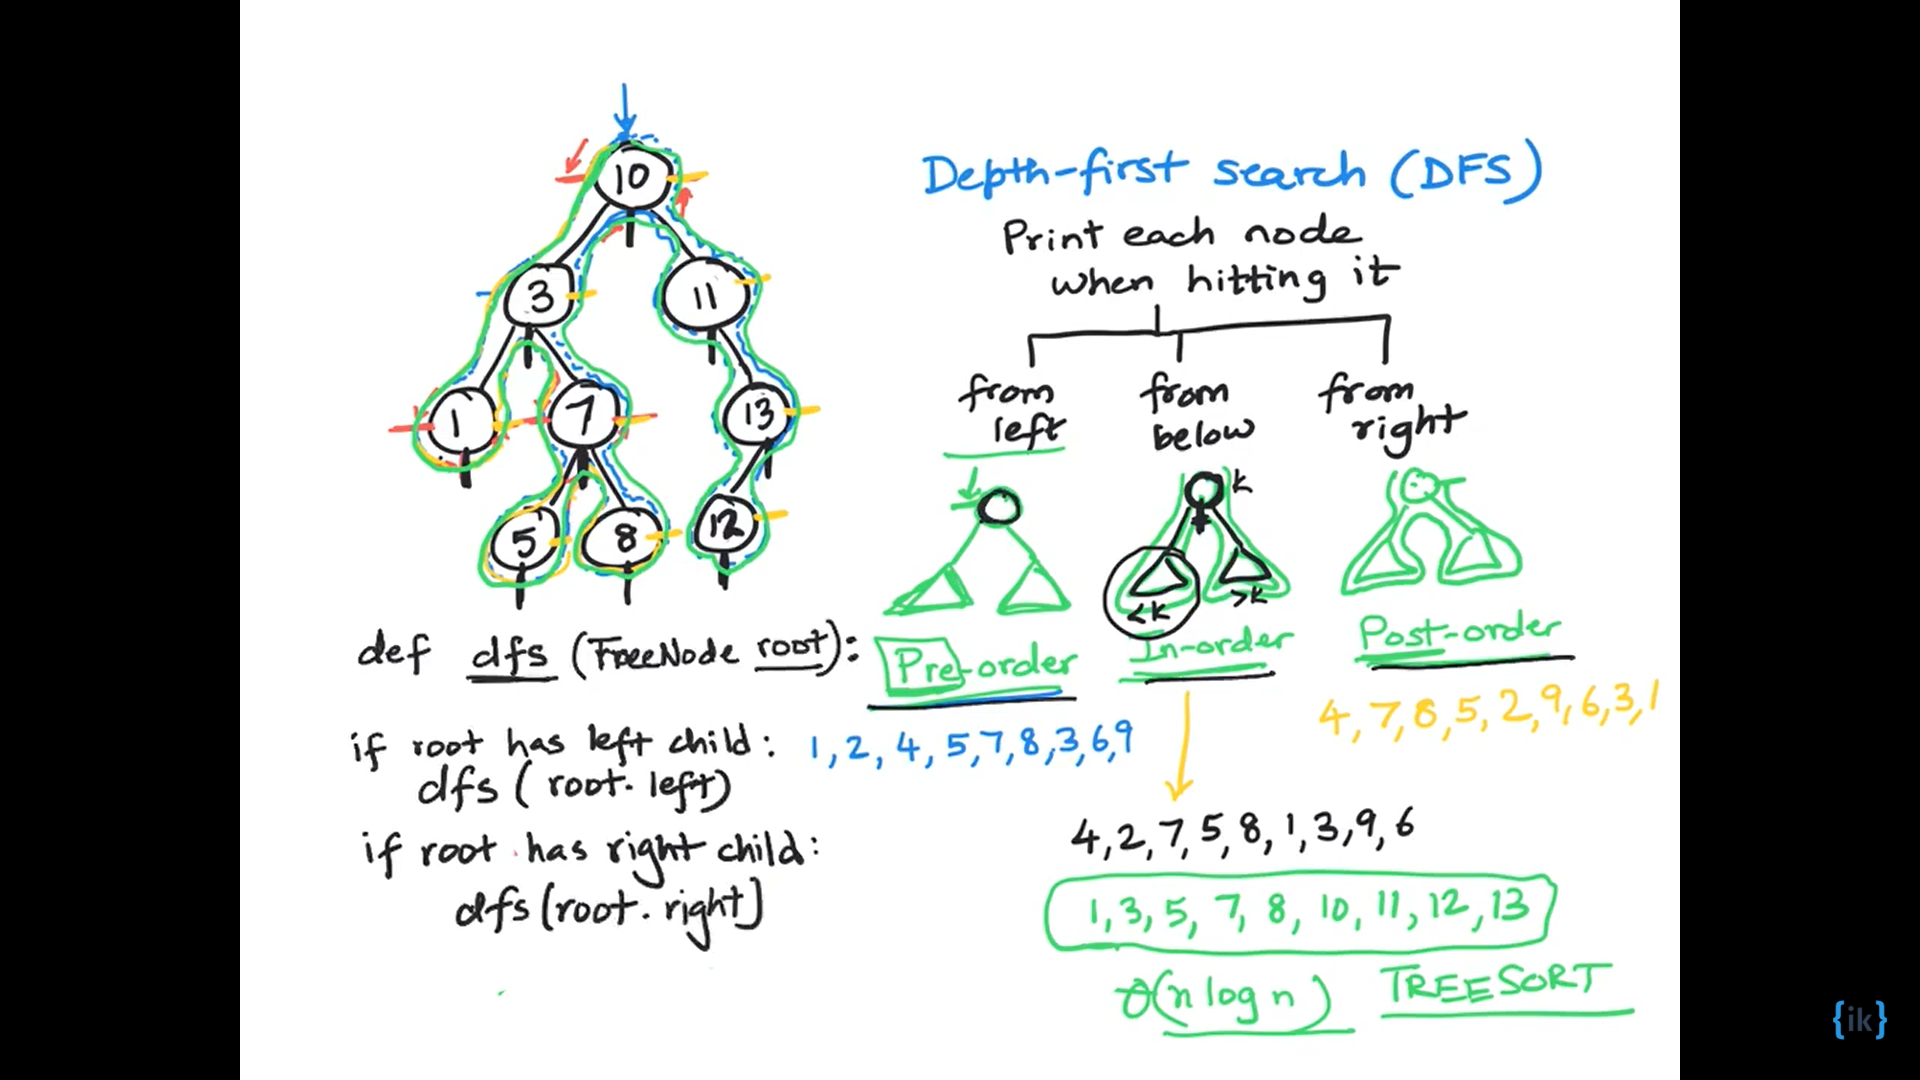 10
3
11
1
7
13
5
8
12
Depth-first search (DFS)
Print each node
when hitting it
from
left
from
below
from
right
K
<K
>K
Pre-order
In-order
Post-order
def dfs (TreeNode root):
if root has left child:
dfs (root.left)
if root has right child:
dfs (root.right]
1, 2, 4, 5, 7, 8, 3, 6, 9
4, 7, 8, 5, 2, 9, 6, 3, 1
4, 2, 7, 5, 8, 1, 3, 9, 6
1, 3, 5, 7, 8, 10, 11, 12, 13
O(n log n)
TREESORT
{ik}